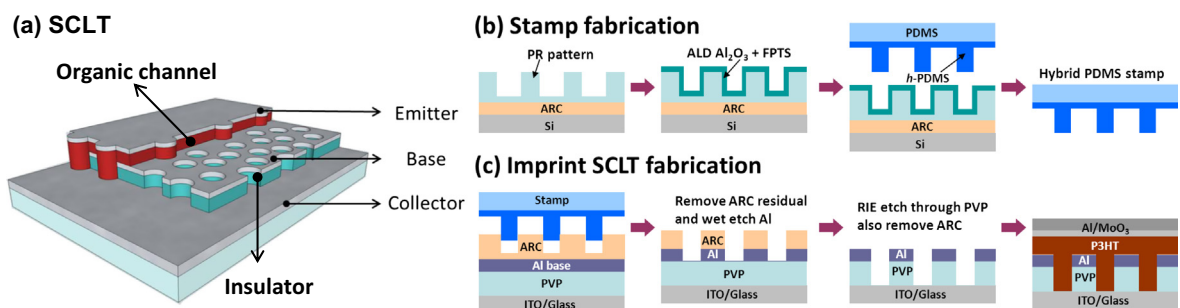 (a) SCLT
Organic channel
Emitter
Base
Collector
Insulator
(b) Stamp fabrication
PR pattern
ARC
Si
ALD Al₂O₃ + FPTS
ARC
Si
PDMS
h-PDMS
ARC
Si
Hybrid PDMS stamp
(c) Imprint SCLT fabrication
Stamp
ARC
Al base
PVP
ITO/Glass
Remove ARC residual
and wet etch Al
ARC
Al
PVP
ITO/Glass
RIE etch through PVP
also remove ARC
Al
PVP
ITO/Glass
Al/MoO₃
P3HT
Al
PVP
ITO/Glass